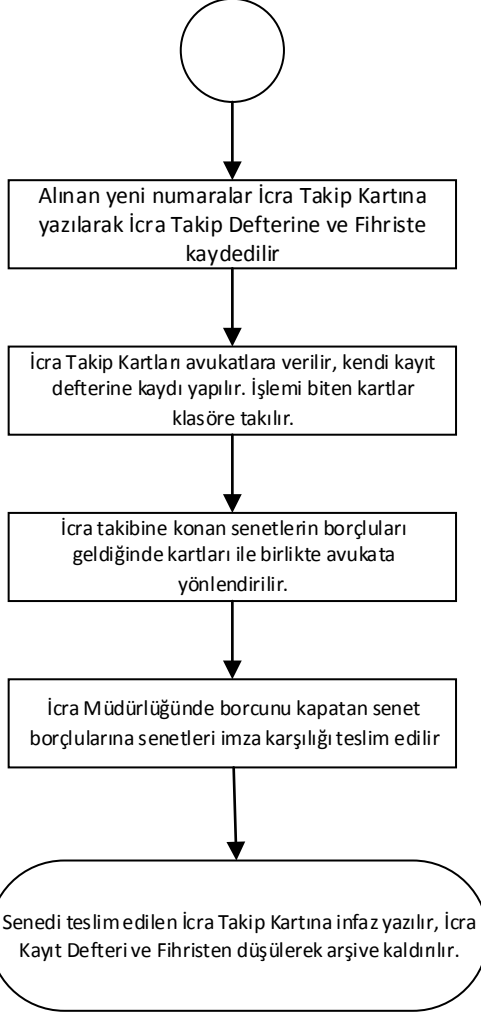 Alınan yeni numaralar İcra Takip Kartına
yazılarak İcra Takip Defterine ve Fihriste
kaydedilir
İcra Takip Kartları avukatlara verilir, kendi kayıt
defterine kaydı yapılır. İşlemi biten kartlar
klasöre takılır.
İcra takibine konan senetlerin borçluları
geldiğinde kartları ile birlikte avukata
yönlendirilir.
İcra Müdürlüğünde borcunu kapatan senet
borçlularına senetleri imza karşılığı teslim edilir
Senedi teslim edilen İcra Takip Kartına infaz yazılır, İcra
Kayıt Defteri ve Fihristen düşülerek arşive kaldırılır.